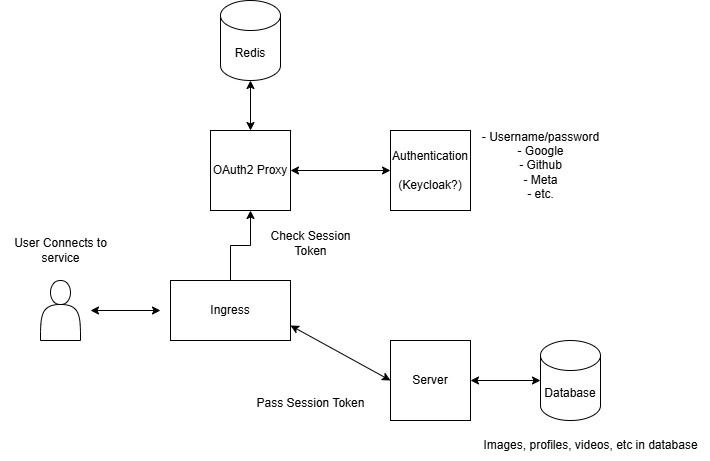 Redis
OAuth2 Proxy
Authentication
(Keycloak?)
- Username/password
- Google
- Github
- Meta
- etc.
User Connects to
service
Check Session
Token
Ingress
Server
Database
Pass Session Token
Images, profiles, videos, etc in database